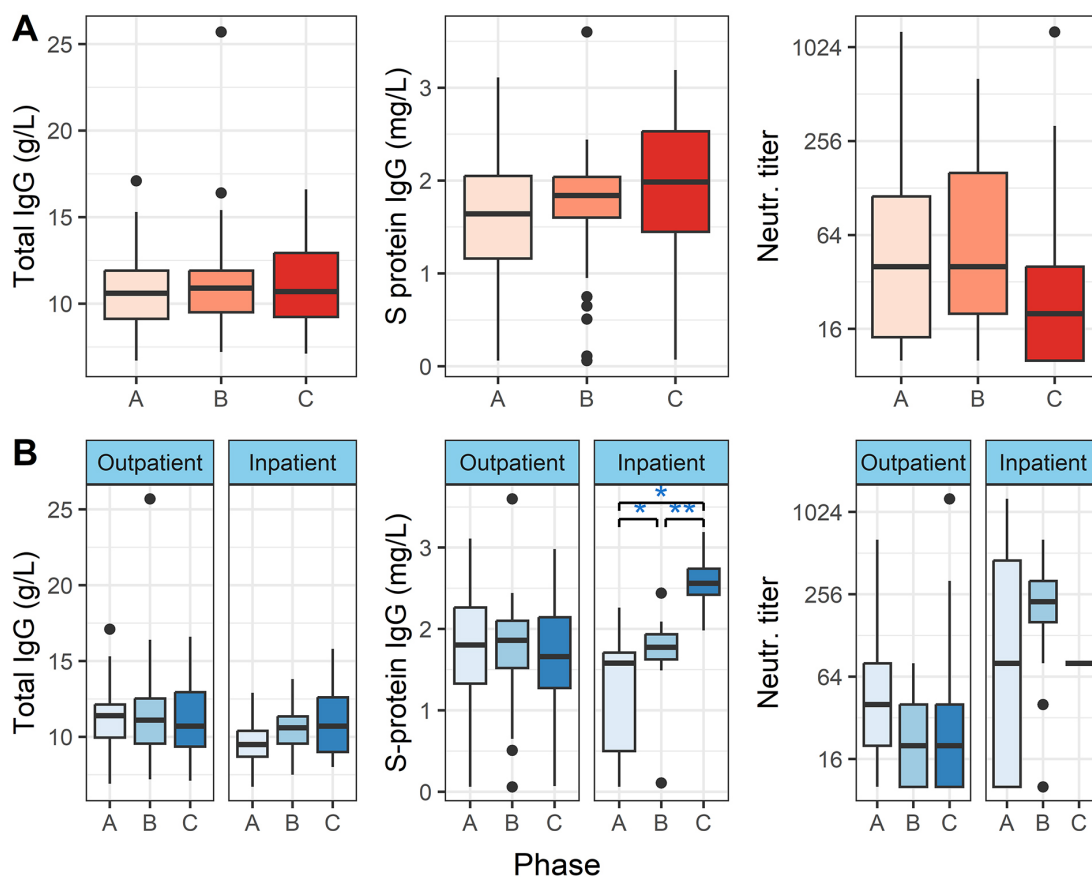 A
Total IgG (g/L)
25
20
15
10
A B C
S protein IgG (mg/L)
3
2
1
0
A B C
Neutr. titer
1024
256
64
16
A B C
B
Total IgG (g/L)
25
20
15
10
Outpatient Inpatient
A B C A B C
S-protein IgG (mg/L)
3
2
1
0
Outpatient Inpatient
*
* **
A B C A B C
Neutr. titer
1024
256
64
16
Outpatient Inpatient
A B C A B C
Phase